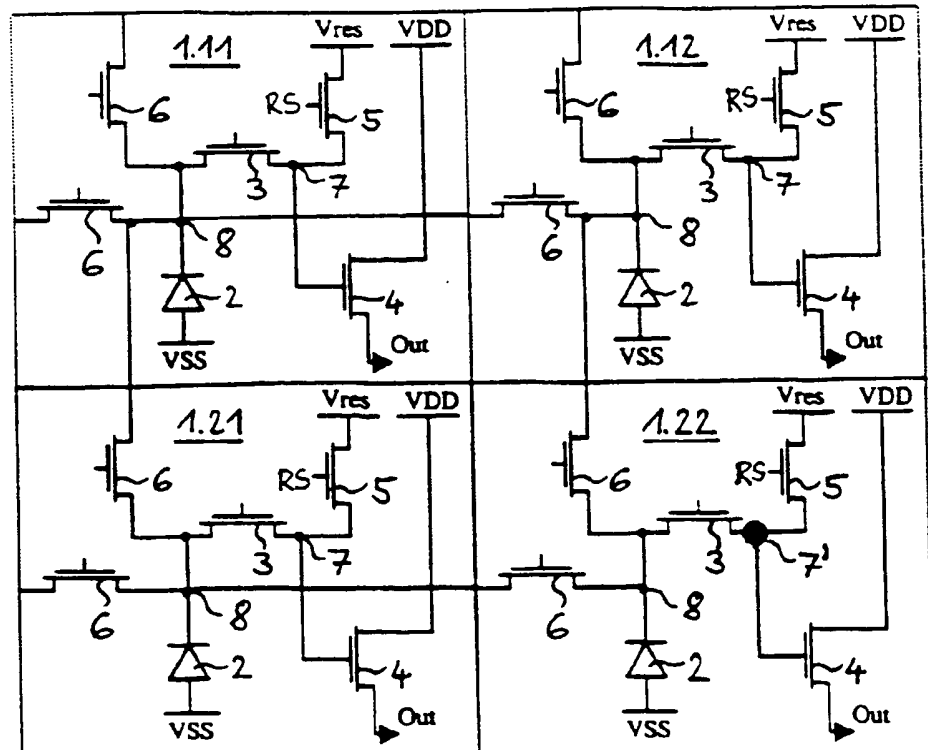 Vres VDD Vres VDD
1.11 1.12
RS RS
6 5 6 5
3 7 3 7
6 8 6 8
2 2
4 4
VSS Out VSS Out
Vres VDD Vres VDD
1.21 1.22
RS RS
6 5 6 5
3 7 3 7'
6 8 6 8
2 2
4 4
VSS Out VSS Out